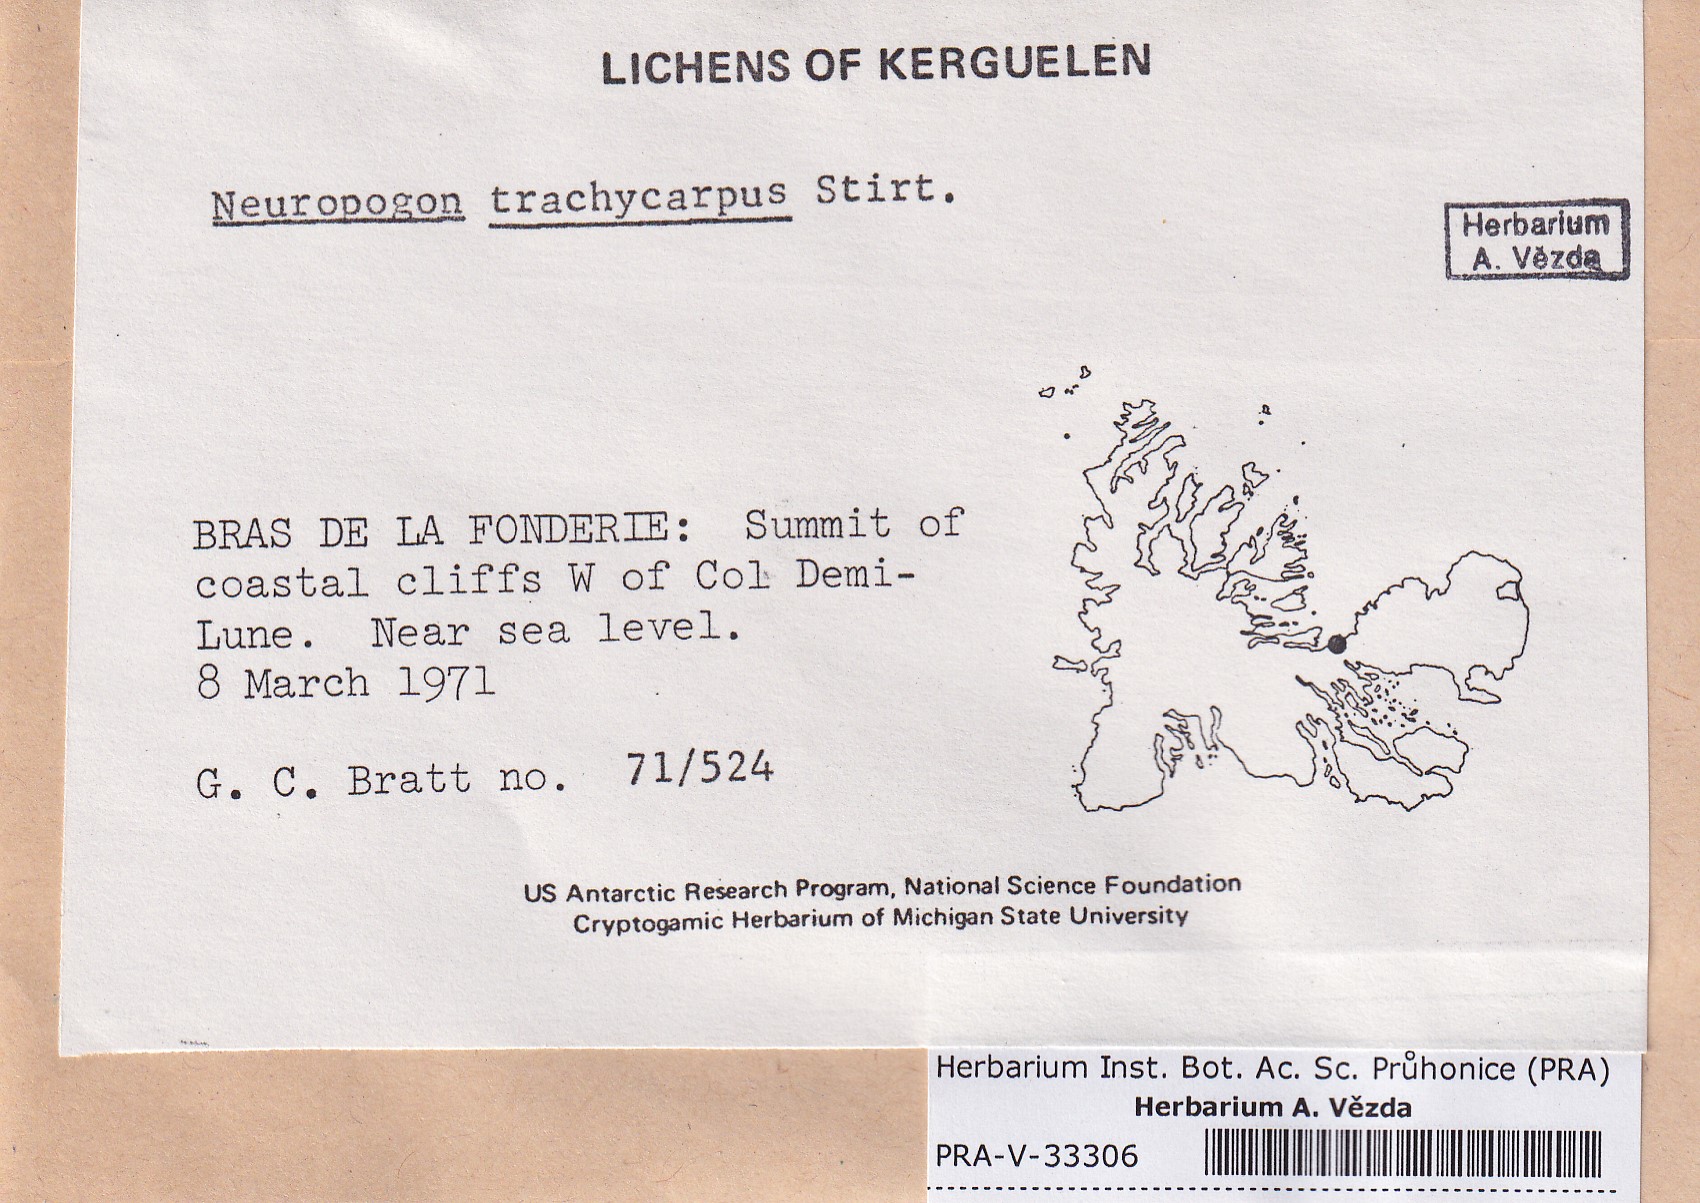 LICHENS OF KERGUELEN
Neuropogon trachycarpus Stirt.
Herbarium
A. Vězda
BRAS DE LA FONDERIE: Summit of
coastal cliffs W of Col Demi-
Lune. Near sea level.
8 March 1971
G. C. Bratt no. 71/524
US Antarctic Research Program, National Science Foundation
Cryptogamic Herbarium of Michigan State University
Herbarium Inst. Bot. Ac. Sc. Průhonice (PRA)
Herbarium A. Vězda
PRA-V-33306